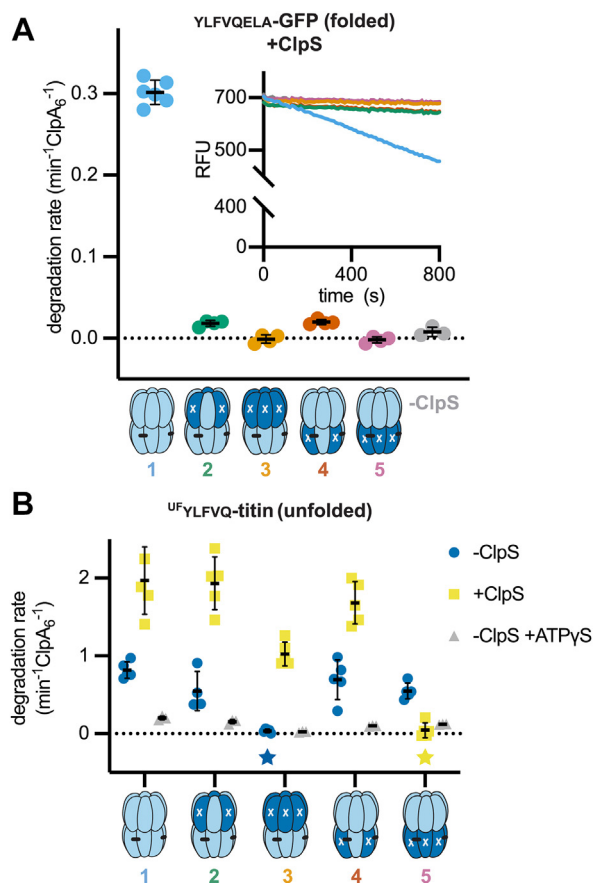 A
YLFVQELA-GFP (folded)
+ClpS
degradation rate (min⁻¹ClpA₆⁻¹)
0.3
0.2
0.1
0.0
RFU
700
500
400
0
0 400 800
time (s)
x x
x x x
x x
x x x
-ClpS
1 2 3 4 5
B
UFYLFVQ-titin (unfolded)
degradation rate
(min⁻¹ClpA₆⁻¹)
2
1
0
-ClpS
+ClpS
-ClpS +ATPγS
x x
x x x
x x
x x x
1 2 3 4 5